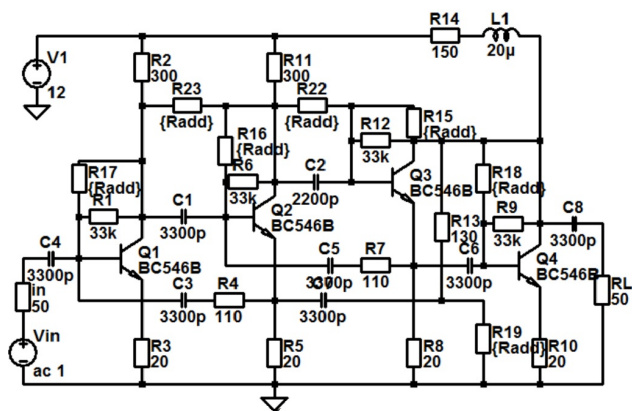 R14
L1
V1
150
20µ
R2
300
R11
300
12
R23
{Radd}
R22
{Radd}
R15
{Radd}
R16
{Radd}
R12
33k
R17
{Radd}
R6
33k
C2
2200p
R18
{Radd}
Q3
BC546B
R1
33k
C1
3300p
Q2
BC546B
R13
130
R9
33k
C8
3300p
C4
3300p
Q1
BC546B
C5
R7
110
C6
3300p
Q4
BC546B
in
50
C3
3300p
R4
110
3300p
RL
50
Vin
ac 1
R3
20
R5
20
R8
20
R19
{Radd}
R10
20